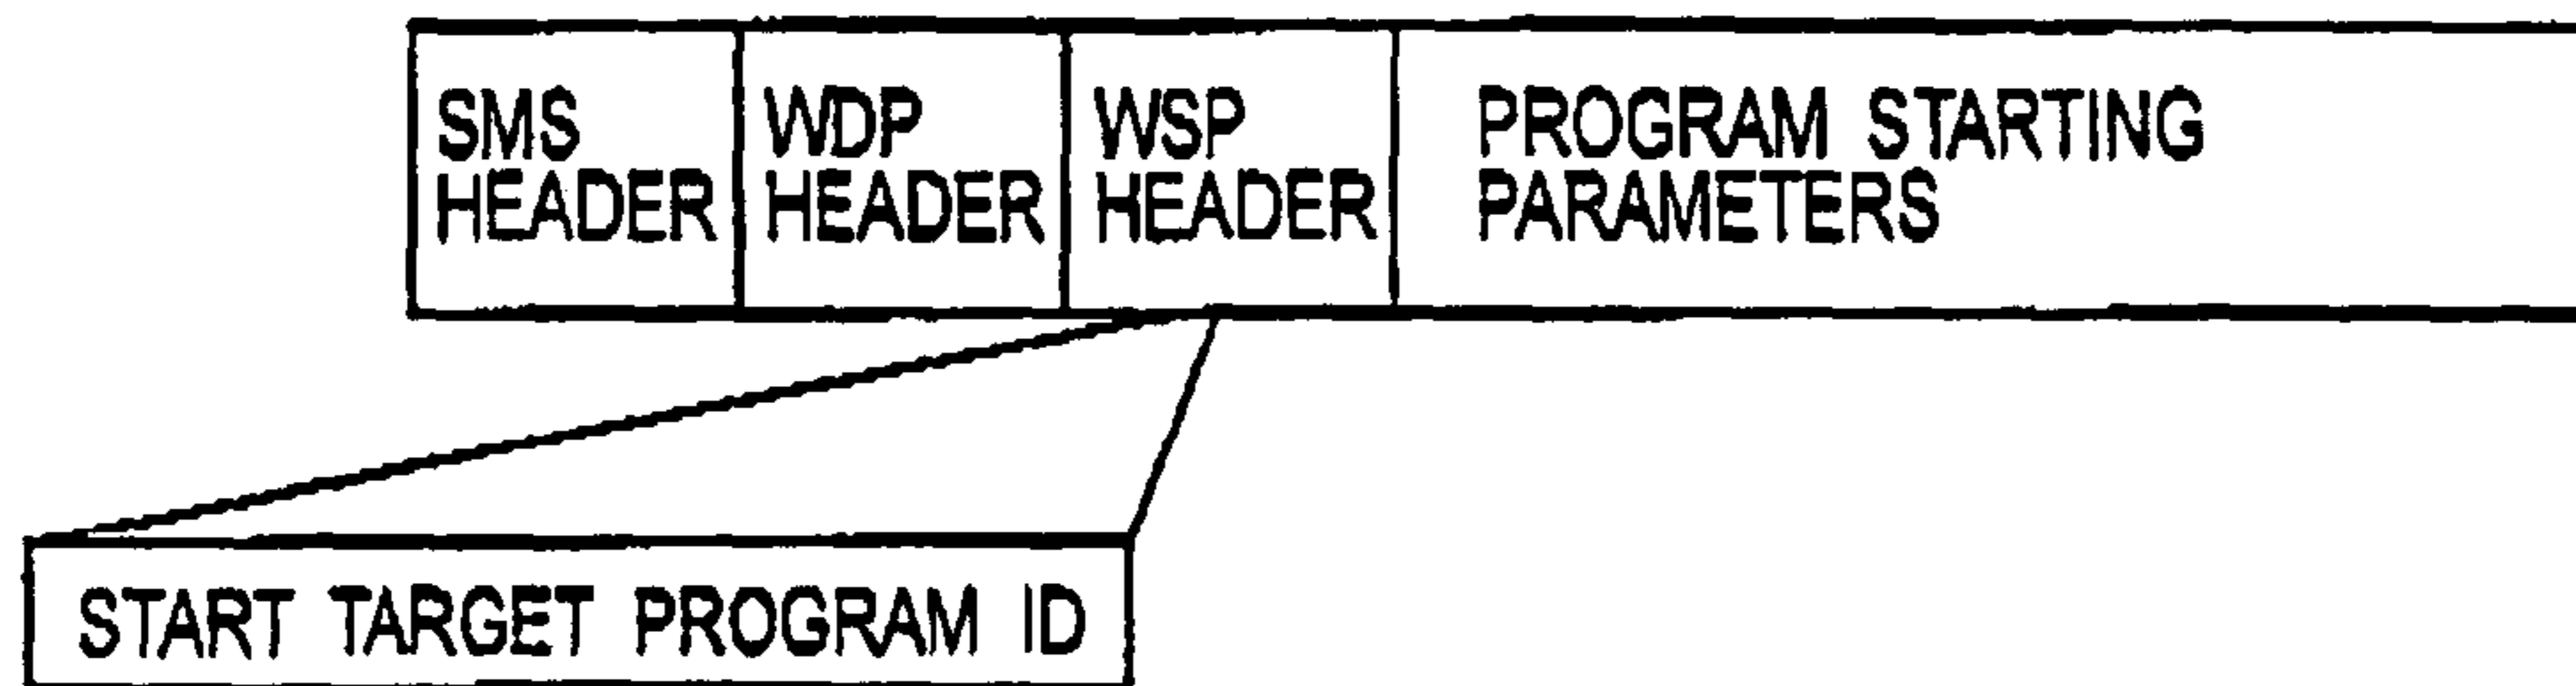 SMS
HEADER
WDP
HEADER
WSP
HEADER
PROGRAM STARTING
PARAMETERS
START TARGET PROGRAM ID